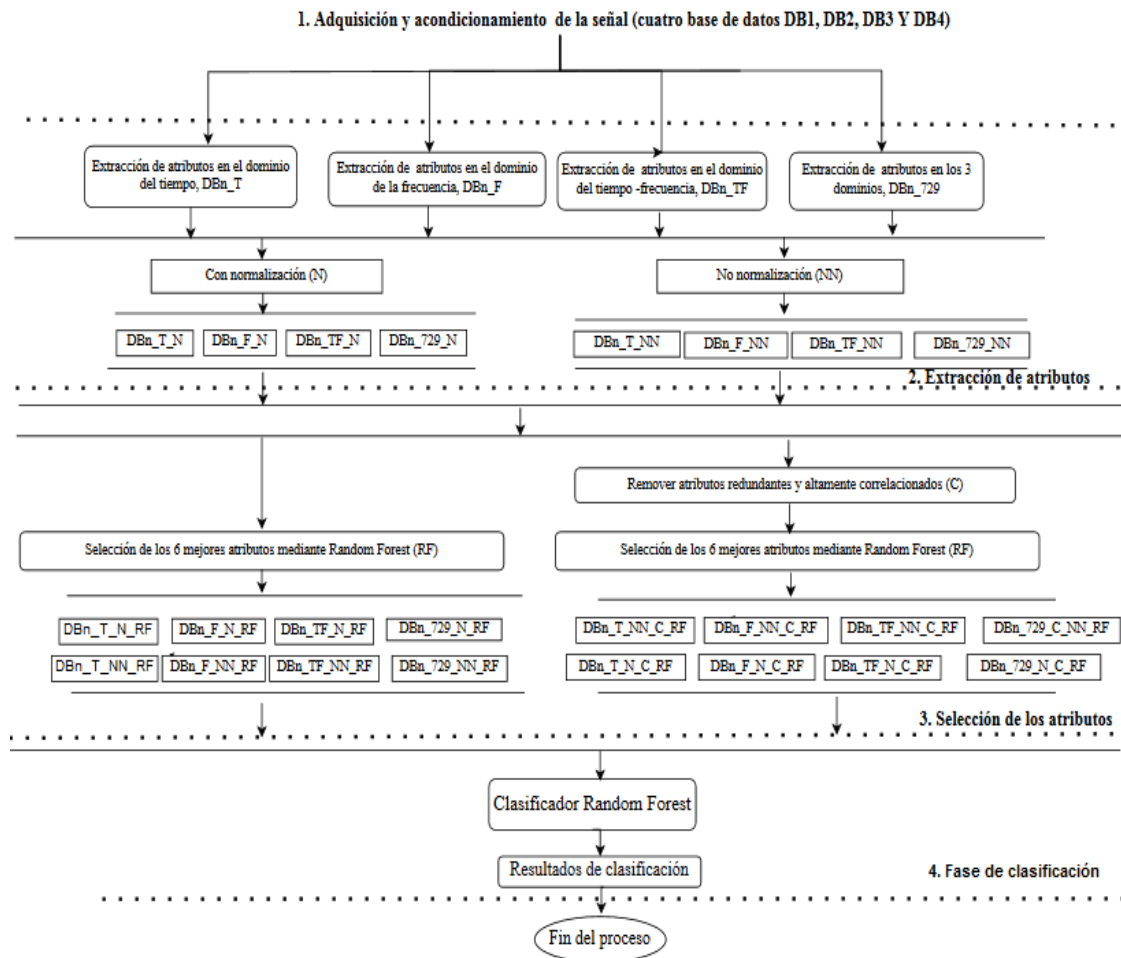 1. Adquisición y acondicionamiento de la señal (cuatro base de datos DB1, DB2, DB3 Y DB4)
Extracción de atributos en el dominio
del tiempo, DBn_T
Extracción de atributos en el dominio
de la frecuencia, DBn_F
Extracción de atributos en el dominio
del tiempo -frecuencia, DBn_TF
Extracción de atributos en los 3
dominios, DBn_729
Con normalización (N)
No normalización (NN)
DBn_T_N
DBn_F_N
DBn_TF_N
DBn_729_N
DBn_T_NN
DBn_F_NN
DBn_TF_NN
DBn_729_NN
2. Extracción de atributos
Remover atributos redundantes y altamente correlacionados (C)
Selección de los 6 mejores atributos mediante Random Forest (RF)
Selección de los 6 mejores atributos mediante Random Forest (RF)
DBn_T_N_RF
DBn_F_N_RF
DBn_TF_N_RF
DBn_729_N_RF
DBn_T_NN_RF
DBn_F_NN_RF
DBn_TF_NN_RF
DBn_729_NN_RF
DBn_T_NN_C_RF
DBn_F_NN_C_RF
DBn_TF_NN_C_RF
DBn_729_C_NN_RF
DBn_T_N_C_RF
DBn_F_N_C_RF
DBn_TF_N_C_RF
DBn_729_N_C_RF
3. Selección de los atributos
Clasificador Random Forest
Resultados de clasificación
4. Fase de clasificación
Fin del proceso